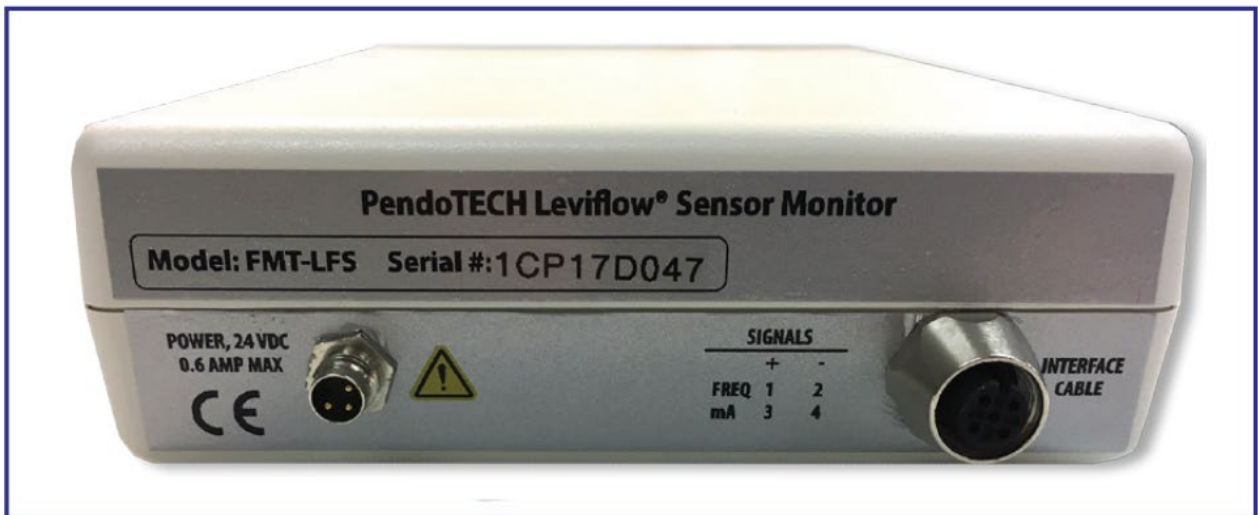 PendoTECH Leviflow® Sensor Monitor
Model: FMT-LFS Serial #:1CP17D047
POWER, 24 VDC
0.6 AMP MAX
CE
SIGNALS
+ -
FREQ 1 2
mA 3 4
INTERFACE
CABLE